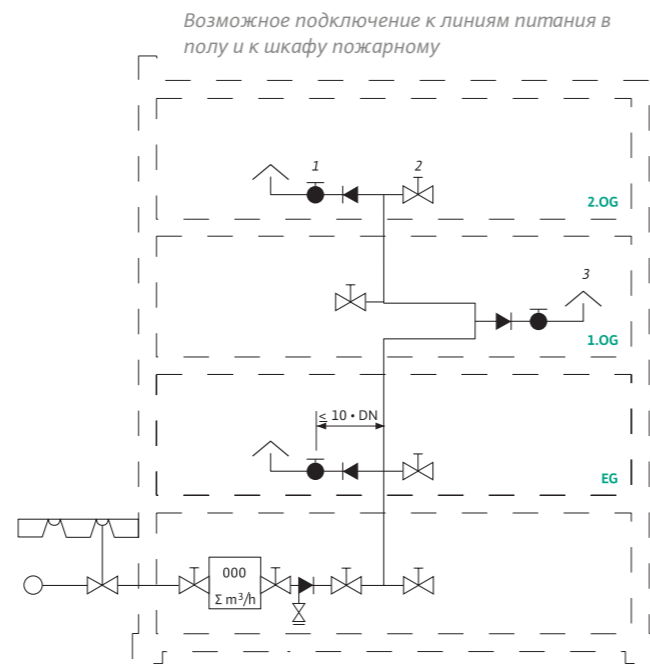 Возможное подключение к линиям питания в
полу и к шкафу пожарному
1
2
2.OG
3
1.OG
≤ 10 • DN
EG
000
Σ m³/h